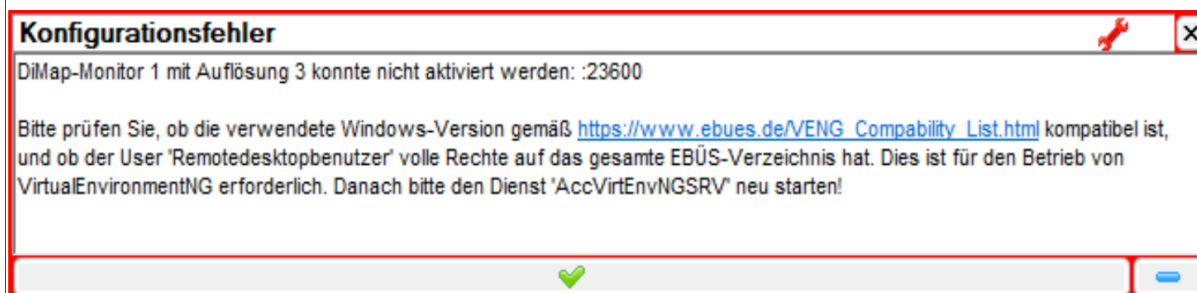 Konfigurationsfehler
DiMap-Monitor 1 mit Auflösung 3 konnte nicht aktiviert werden: :23600
Bitte prüfen Sie, ob die verwendete Windows-Version gemäß https://www.ebues.de/VENG_Compability_List.html kompatibel ist,
und ob der User 'Remotedesktopbenutzer' volle Rechte auf das gesamte EBÜS-Verzeichnis hat. Dies ist für den Betrieb von
VirtualEnvironmentNG erforderlich. Danach bitte den Dienst 'AccVirtEnvNGSRV' neu starten!